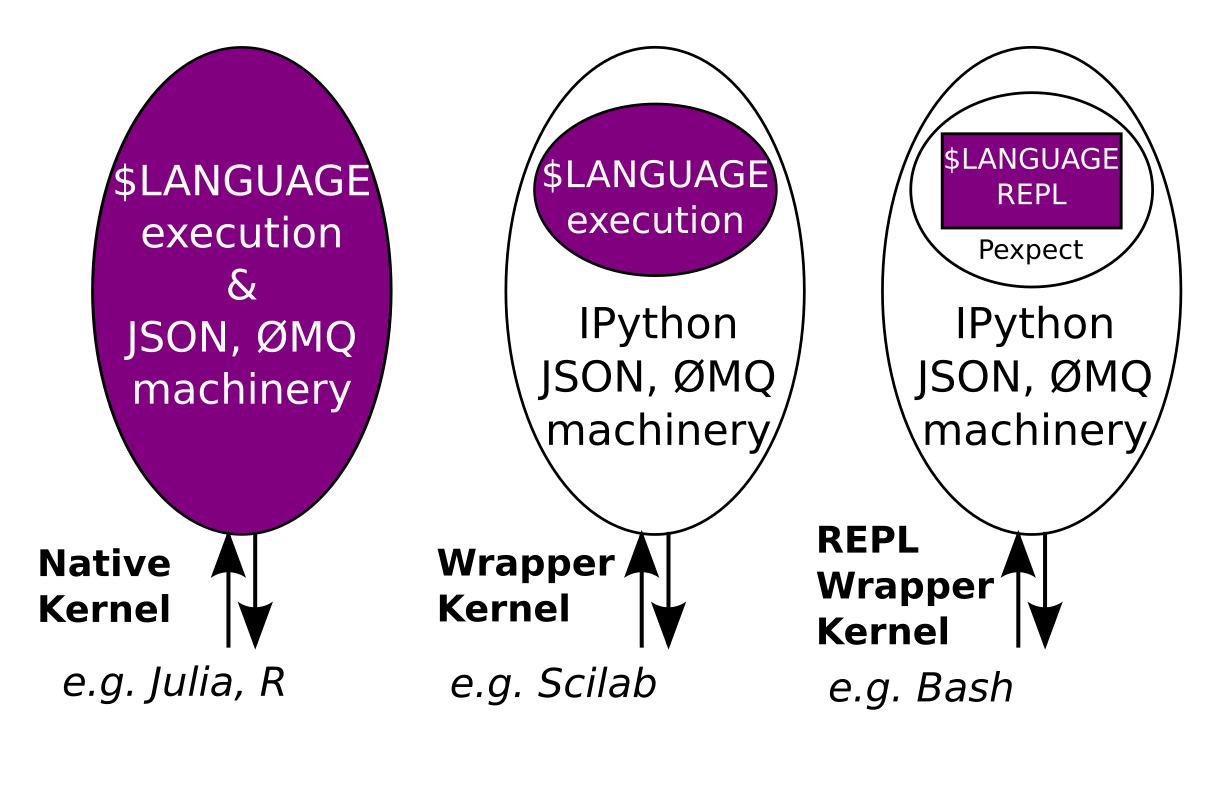 $LANGUAGE
execution
&
JSON, ØMQ
machinery
Native
Kernel
e.g. Julia, R
$LANGUAGE
execution
IPython
JSON, ØMQ
machinery
Wrapper
Kernel
e.g. Scilab
$LANGUAGE
REPL
Pexpect
IPython
JSON, ØMQ
machinery
REPL
Wrapper
Kernel
e.g. Bash